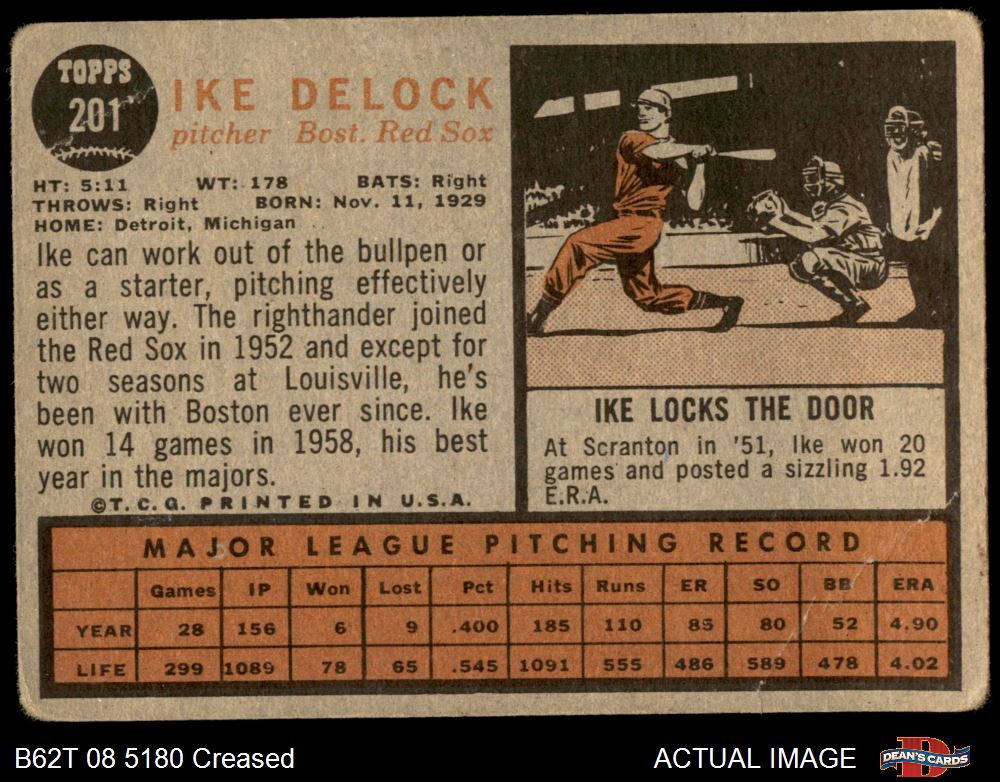 TOPPS
201
IKE DELOCK
pitcher Bost. Red Sox
HT: 5:11 WT: 178 BATS: Right
THROWS: Right BORN: Nov. 11, 1929
HOME: Detroit, Michigan
Ike can work out of the bullpen or
as a starter, pitching effectively
either way. The righthander joined
the Red Sox in 1952 and except for
two seasons at Louisville, he's
been with Boston ever since. Ike
won 14 games in 1958, his best
year in the majors.
©T.C.G. PRINTED IN U.S.A.
IKE LOCKS THE DOOR
At Scranton in '51, Ike won 20
games and posted a sizzling 1.92
E.R.A.
MAJOR LEAGUE PITCHING RECORD
Games IP Won Lost Pct Hits Runs ER SO BB ERA
YEAR 28 156 6 9 .400 185 110 85 80 52 4.90
LIFE 299 1089 78 65 .545 1091 555 486 589 478 4.02
B62T 08 5180 Creased
ACTUAL IMAGE
D
DEAN'S CARDS